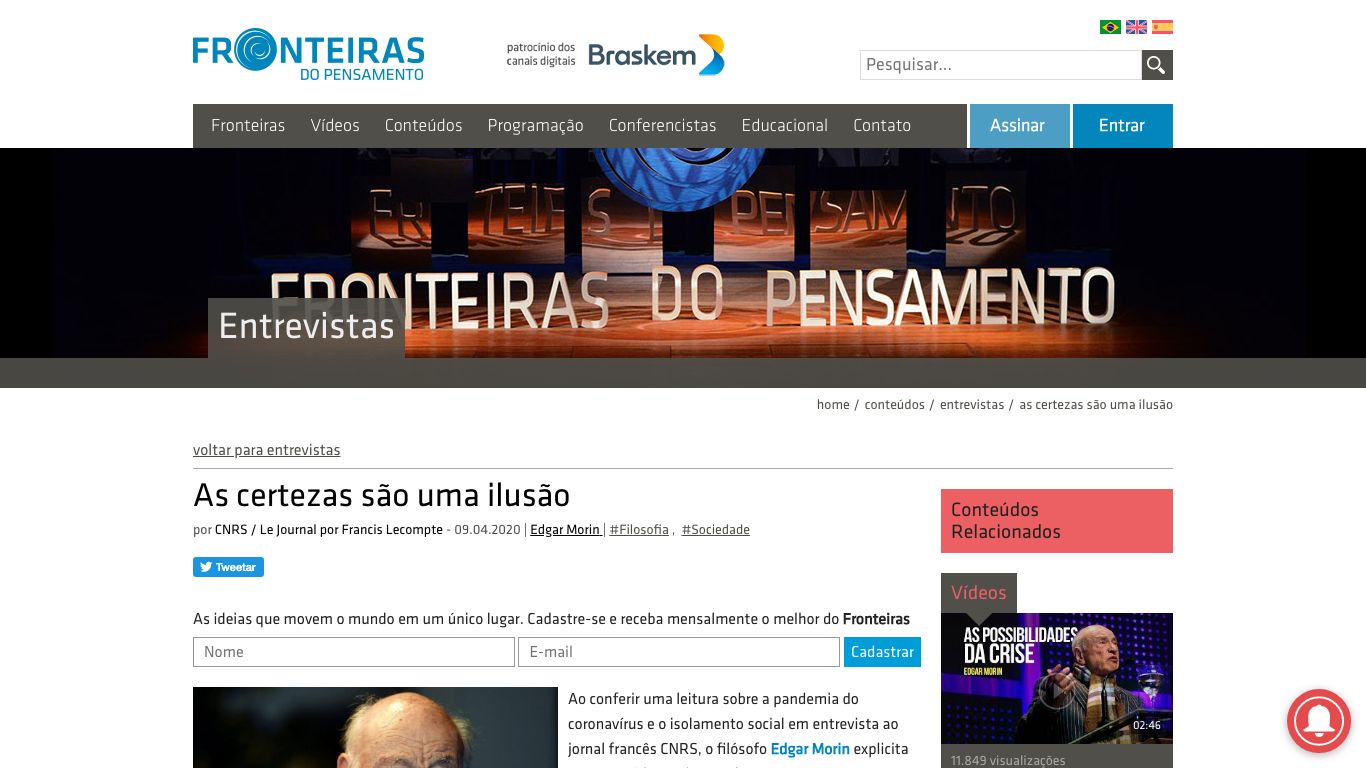 FRONTEIRAS
DO PENSAMENTO
patrocínio dos
canais digitais
Braskem
Pesquisar...
Fronteiras Vídeos Conteúdos Programação Conferencistas Educacional Contato Assinar Entrar
FRONTEIRAS DO PENSAMENTO
FRONTEIRAS DO PENSAMENTO
Entrevistas
home / conteúdos / entrevistas / as certezas são uma ilusão
voltar para entrevistas
As certezas são uma ilusão
por CNRS / Le Journal por Francis Lecompte - 09.04.2020 | Edgar Morin | #Filosofia , #Sociedade
Tweetar
As ideias que movem o mundo em um único lugar. Cadastre-se e receba mensalmente o melhor do Fronteiras
Nome
E-mail
Cadastrar
Ao conferir uma leitura sobre a pandemia do
coronavírus e o isolamento social em entrevista ao
jornal francês CNRS, o filósofo Edgar Morin explicita
Conteúdos
Relacionados
Vídeos
AS POSSIBILIDADES
DA CRISE
EDGAR MORIN
02:46
11.849 visualizações